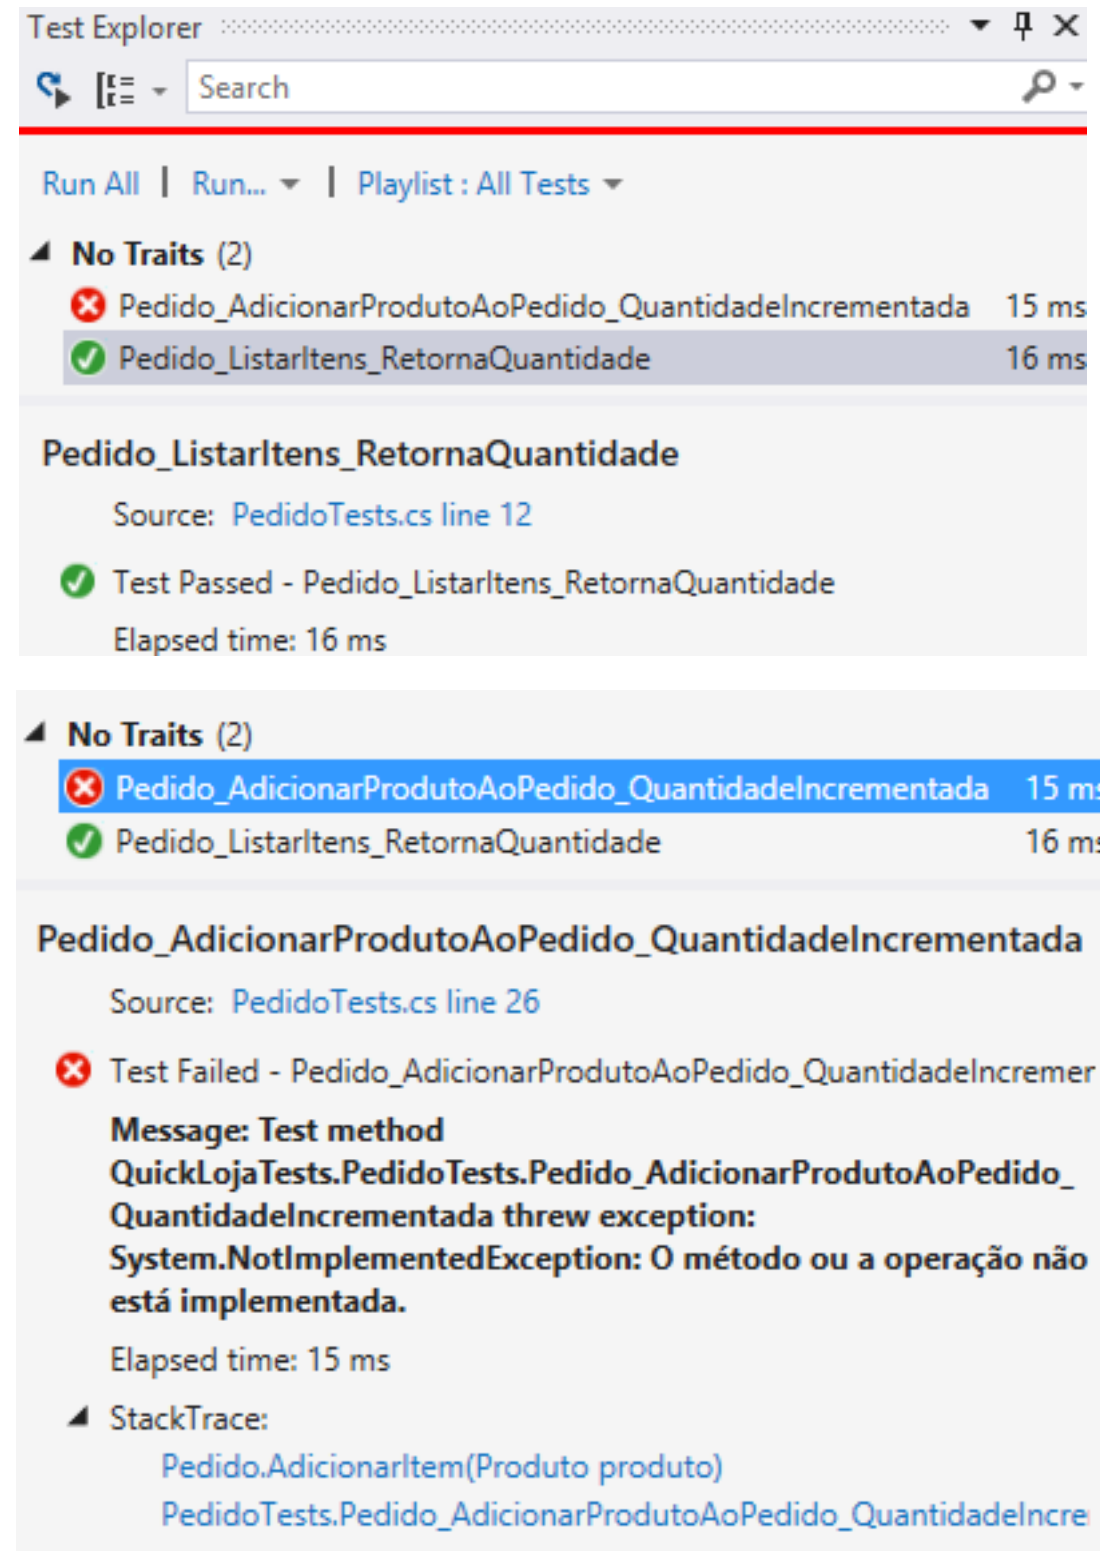 Test Explorer
Search
Run All | Run... | Playlist : All Tests
No Traits (2)
Pedido_AdicionarProdutoAoPedido_QuantidadeIncrementada 15 ms
Pedido_ListarItens_RetornaQuantidade 16 ms
Pedido_ListarItens_RetornaQuantidade
Source: PedidoTests.cs line 12
Test Passed - Pedido_ListarItens_RetornaQuantidade
Elapsed time: 16 ms
No Traits (2)
Pedido_AdicionarProdutoAoPedido_QuantidadeIncrementada 15 ms
Pedido_ListarItens_RetornaQuantidade 16 ms
Pedido_AdicionarProdutoAoPedido_QuantidadeIncrementada
Source: PedidoTests.cs line 26
Test Failed - Pedido_AdicionarProdutoAoPedido_QuantidadeIncremer
Message: Test method
QuickLojaTests.PedidoTests.Pedido_AdicionarProdutoAoPedido_
QuantidadeIncrementada threw exception:
System.NotImplementedException: O método ou a operação não
está implementada.
Elapsed time: 15 ms
StackTrace:
Pedido.AdicionarItem(Produto produto)
PedidoTests.Pedido_AdicionarProdutoAoPedido_QuantidadeIncre